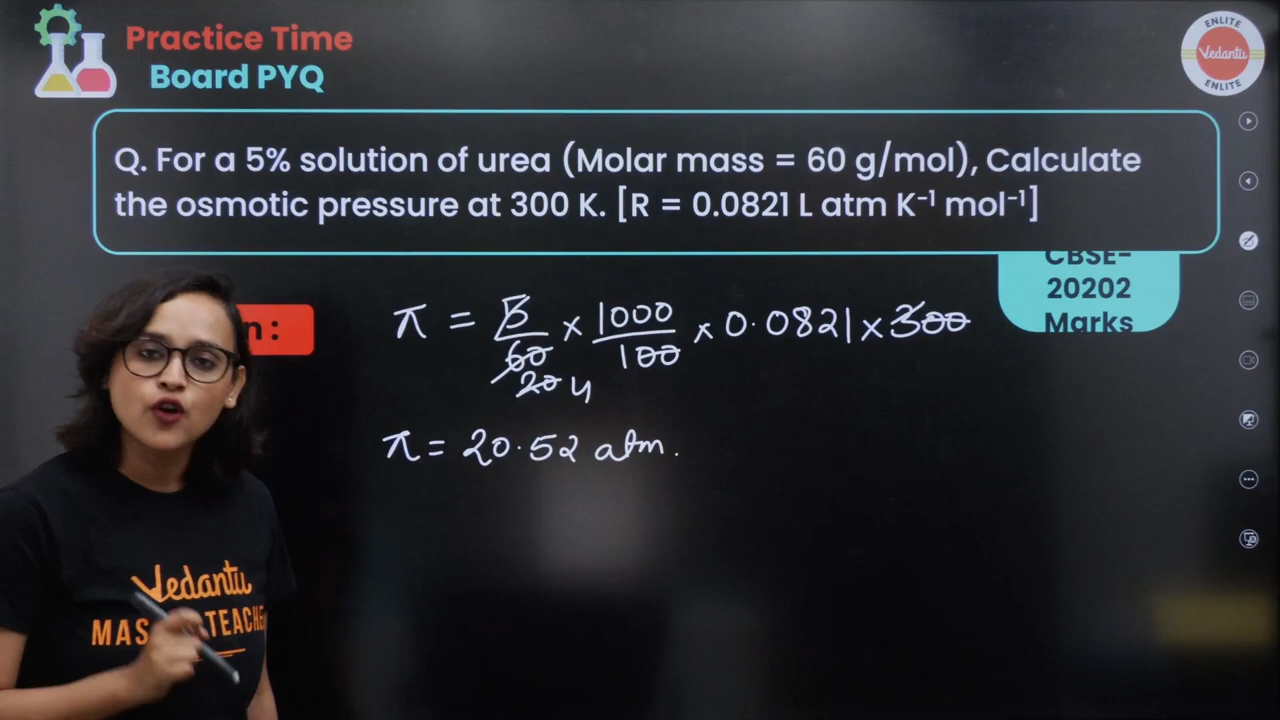 Practice Time
Board PYQ
ENLITE
Vedantu
ENLITE
Q. For a 5% solution of urea (Molar mass = 60 g/mol), Calculate
the osmotic pressure at 300 K. [R = 0.0821 L atm K⁻¹ mol⁻¹]
CBSE-
20202
Marks
n :
π = 5/60 × 1000/100 × 0.0821 × 300
20 4
π = 20.52 atm.
Vedantu
MAS TEACHE